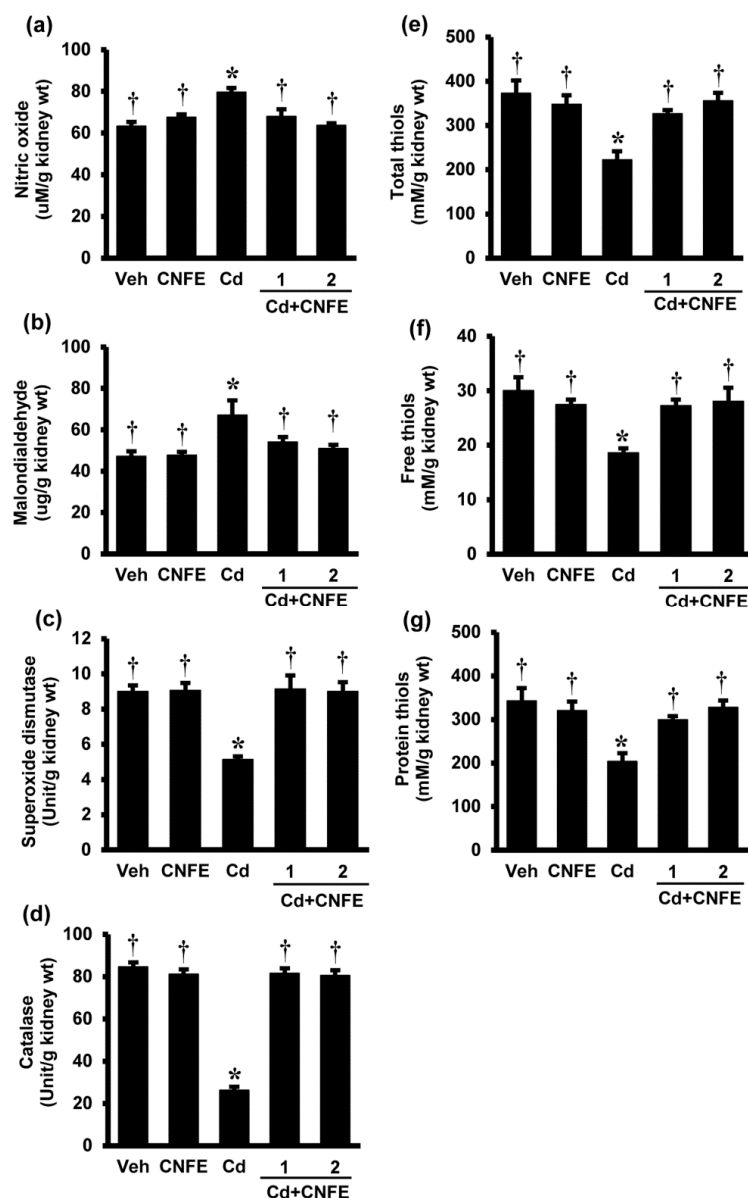 (a)
Nitric oxide
(uM/g kidney wt)
100
80
60
40
20
0
†
†
*
†
†
Veh CNFE Cd 1 2
Cd+CNFE
(b)
Malondialdehyde
(ug/g kidney wt)
100
80
60
40
20
0
†
†
*
†
†
Veh CNFE Cd 1 2
Cd+CNFE
(c)
Superoxide dismutase
(Unit/g kidney wt)
12
10
8
6
4
2
0
†
†
*
†
†
Veh CNFE Cd 1 2
Cd+CNFE
(d)
Catalase
(Unit/g kidney wt)
100
80
60
40
20
0
†
†
*
†
†
Veh CNFE Cd 1 2
Cd+CNFE
(e)
Total thiols
(mM/g kidney wt)
500
400
300
200
100
0
†
†
*
†
†
Veh CNFE Cd 1 2
Cd+CNFE
(f)
Free thiols
(mM/g kidney wt)
40
30
20
10
0
†
†
*
†
†
Veh CNFE Cd 1 2
Cd+CNFE
(g)
Protein thiols
(mM/g kidney wt)
500
400
300
200
100
0
†
†
*
†
†
Veh CNFE Cd 1 2
Cd+CNFE